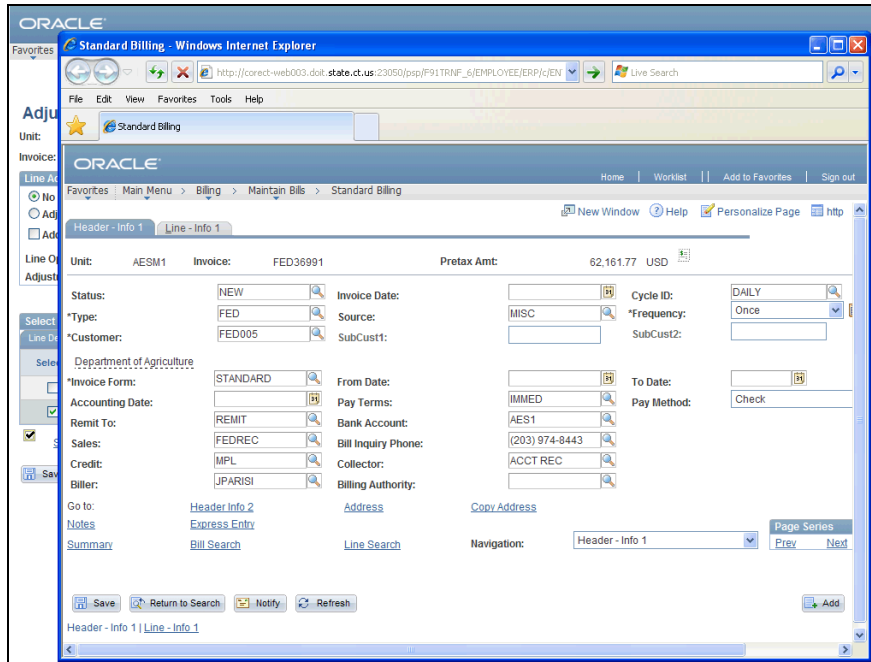 ORACLE
Favorites
Standard Billing - Windows Internet Explorer
http://corect-web003.doit.state.ct.us:23050/psp/F91TRNF_6/EMPLOYEE/ERP/c/EN
Live Search
File Edit View Favorites Tools Help
Standard Billing
Adju
Unit:
Invoice:
Line Ad
No
Adj
Add
Line Op
Adjust
Select
Line De
Sele
S
Sav
ORACLE
Home | Worklist || Add to Favorites | Sign out
Favorites Main Menu > Billing > Maintain Bills > Standard Billing
New Window Help Personalize Page http
Header - Info 1 Line - Info 1
Unit: AESM1 Invoice: FED36991 Pretax Amt: 62,161.77 USD
Status: NEW Invoice Date: Cycle ID: DAILY
*Type: FED Source: MISC *Frequency: Once
*Customer: FED005 SubCust1: SubCust2:
Department of Agriculture
*Invoice Form: STANDARD From Date: To Date:
Accounting Date: Pay Terms: IMMED Pay Method: Check
Remit To: REMIT Bank Account: AES1
Sales: FEDREC Bill Inquiry Phone: (203) 974-8443
Credit: MPL Collector: ACCT REC
Biller: JPARISI Billing Authority:
Go to: Header Info 2 Address Copy Address
Notes Express Entry Page Series
Summary Bill Search Line Search Navigation: Header - Info 1 Prev Next
Save Return to Search Notify Refresh Add
Header - Info 1 | Line - Info 1